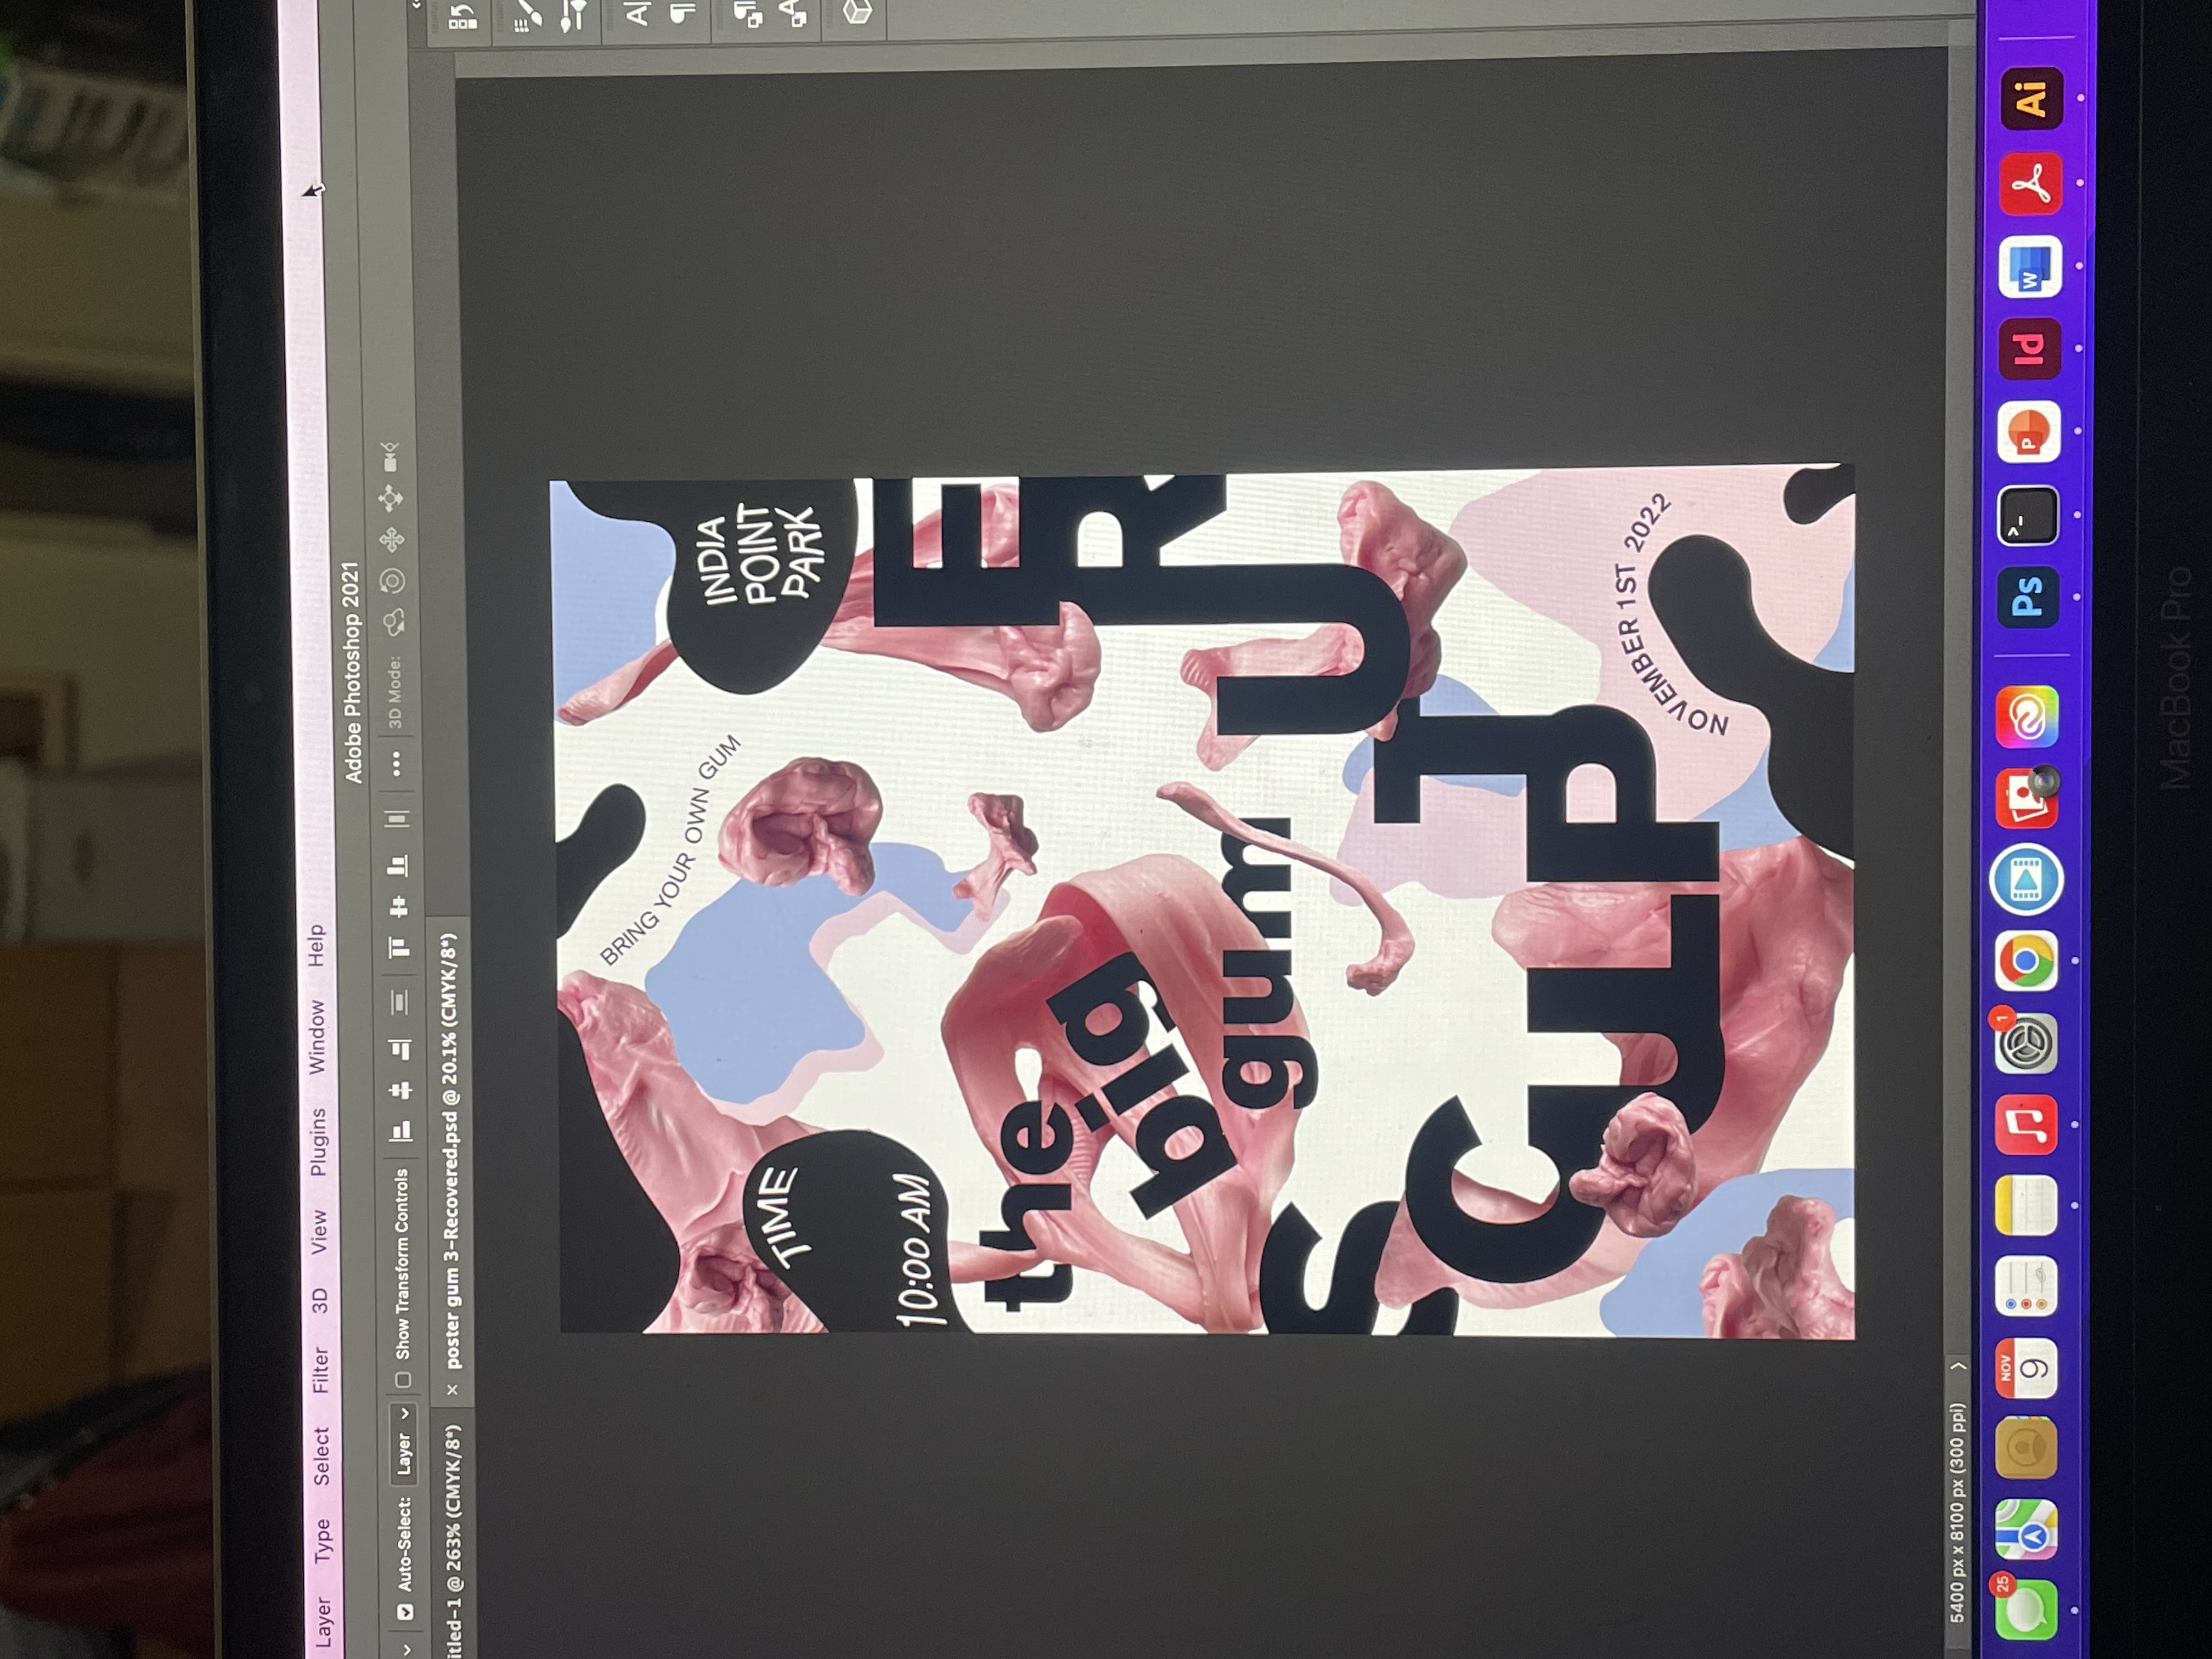 Layer Type Select Filter 3D View Plugins Window Help
Adobe Photoshop 2021
Auto-Select: Layer Show Transform Controls ••• 3D Mode:
itled-1 @ 263% (CMYK/8*) × poster gum 3-Recovered.psd @ 20.1% (CMYK/8*)
BRING YOUR OWN GUM
INDIA
POINT
PARK
TIME
10:00 AM
the
big
gum
SCULPTURE
NOVEMBER 1ST 2022
5400 px x 8100 px (300 ppi)
25
NOV
9
1
Ps
>_
P
Id
W
Ai
MacBook Pro